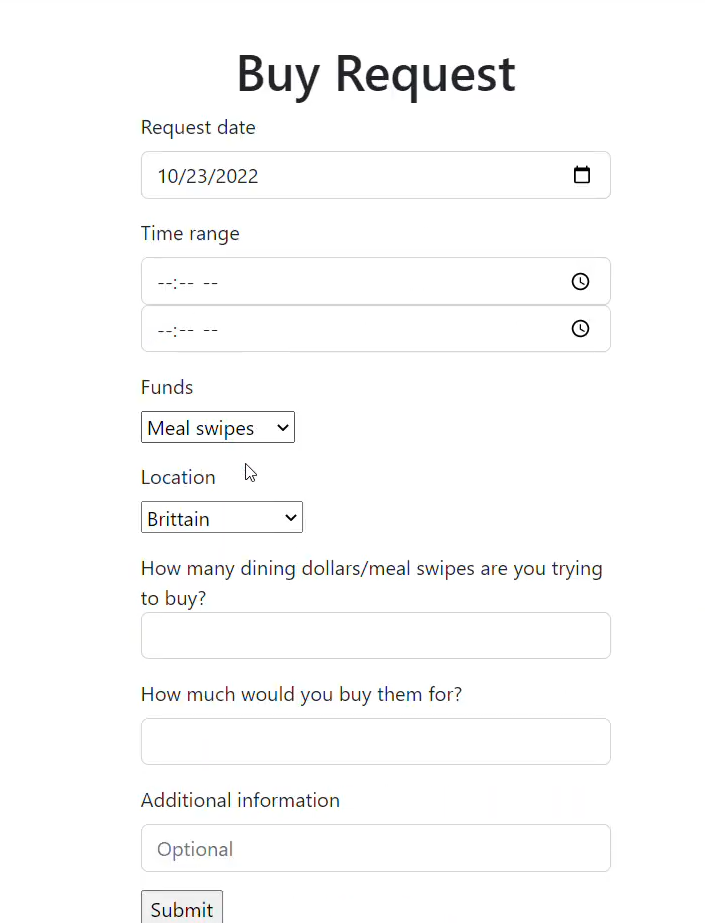 Buy Request
Request date
10/23/2022
Time range
--:-- --
--:-- --
Funds
Meal swipes
Location
Brittain
How many dining dollars/meal swipes are you trying
to buy?
How much would you buy them for?
Additional information
Optional
Submit